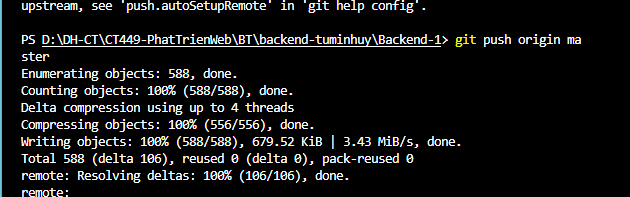 upstream, see 'push.autoSetupRemote' in 'git help config'.
PS D:\DH-CT\CT449-PhatTrienWeb\BT\backend-tuminhuy\Backend-1> git push origin ma
ster
Enumerating objects: 588, done.
Counting objects: 100% (588/588), done.
Delta compression using up to 4 threads
Compressing objects: 100% (556/556), done.
Writing objects: 100% (588/588), 679.52 KiB | 3.43 MiB/s, done.
Total 588 (delta 106), reused 0 (delta 0), pack-reused 0
remote: Resolving deltas: 100% (106/106), done.
remote: